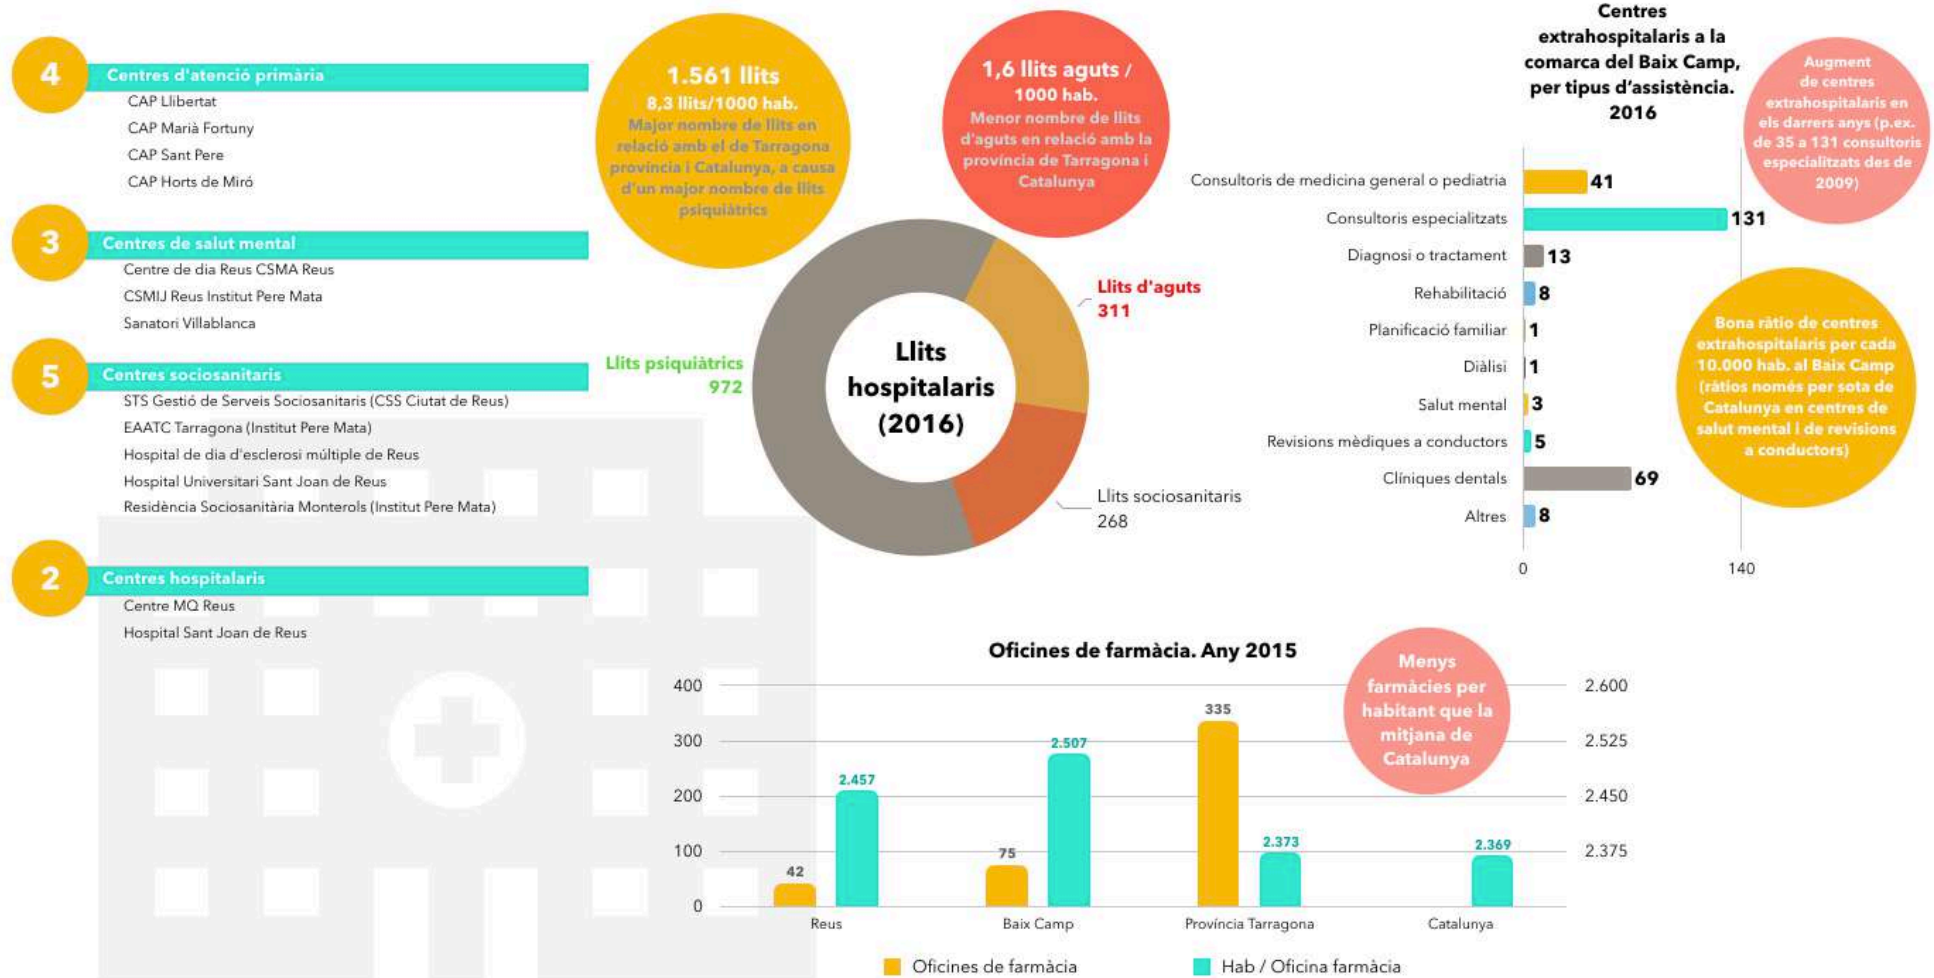 4
Centres d'atenció primària
CAP Llibertat
CAP Marià Fortuny
CAP Sant Pere
CAP Horts de Miró
3
Centres de salut mental
Centre de dia Reus CSMA Reus
CSMIJ Reus Institut Pere Mata
Sanatori Villablanca
5
Centres sociosanitaris
STS Gestió de Serveis Sociosanitaris (CSS Ciutat de Reus)
EAATC Tarragona (Institut Pere Mata)
Hospital de dia d'esclerosi múltiple de Reus
Hospital Universitari Sant Joan de Reus
Residència Sociosanitària Monterols (Institut Pere Mata)
2
Centres hospitalaris
Centre MQ Reus
Hospital Sant Joan de Reus
1.561 llits
8,3 llits/1000 hab.
Major nombre de llits en
relació amb el de Tarragona
província i Catalunya, a causa
d'un major nombre de llits
psiquiàtrics
1,6 llits aguts /
1000 hab.
Menor nombre de llits
d'aguts en relació amb la
província de Tarragona i
Catalunya
Llits
hospitalaris
(2016)
Llits d'aguts
311
Llits psiquiàtrics
972
Llits sociosanitaris
268
Centres
extrahospitalaris a la
comarca del Baix Camp,
per tipus d'assistència.
2016
Consultoris de medicina general o pediatria 41
Consultoris especialitzats 131
Diagnosi o tractament 13
Rehabilitació 8
Planificació familiar 1
Diàlisi 1
Salut mental 3
Revisions mèdiques a conductors 5
Clíniques dentals 69
Altres 8
0 140
Augment
de centres
extrahospitalaris en
els darrers anys (p.ex.
de 35 a 131 consultoris
especialitzats des de
2009)
Bona ràtio de centres
extrahospitalaris per cada
10.000 hab. al Baix Camp
(ràtios només per sota de
Catalunya en centres de
salut mental i de revisions
a conductors)
Oficines de farmàcia. Any 2015
Menys
farmàcies per
habitant que la
mitjana de
Catalunya
400 2.600
300 2.525
200 2.450
100 2.375
0
42 2.457
75 2.507
335 2.373
2.369
Reus Baix Camp Província Tarragona Catalunya
Oficines de farmàcia Hab / Oficina farmàcia